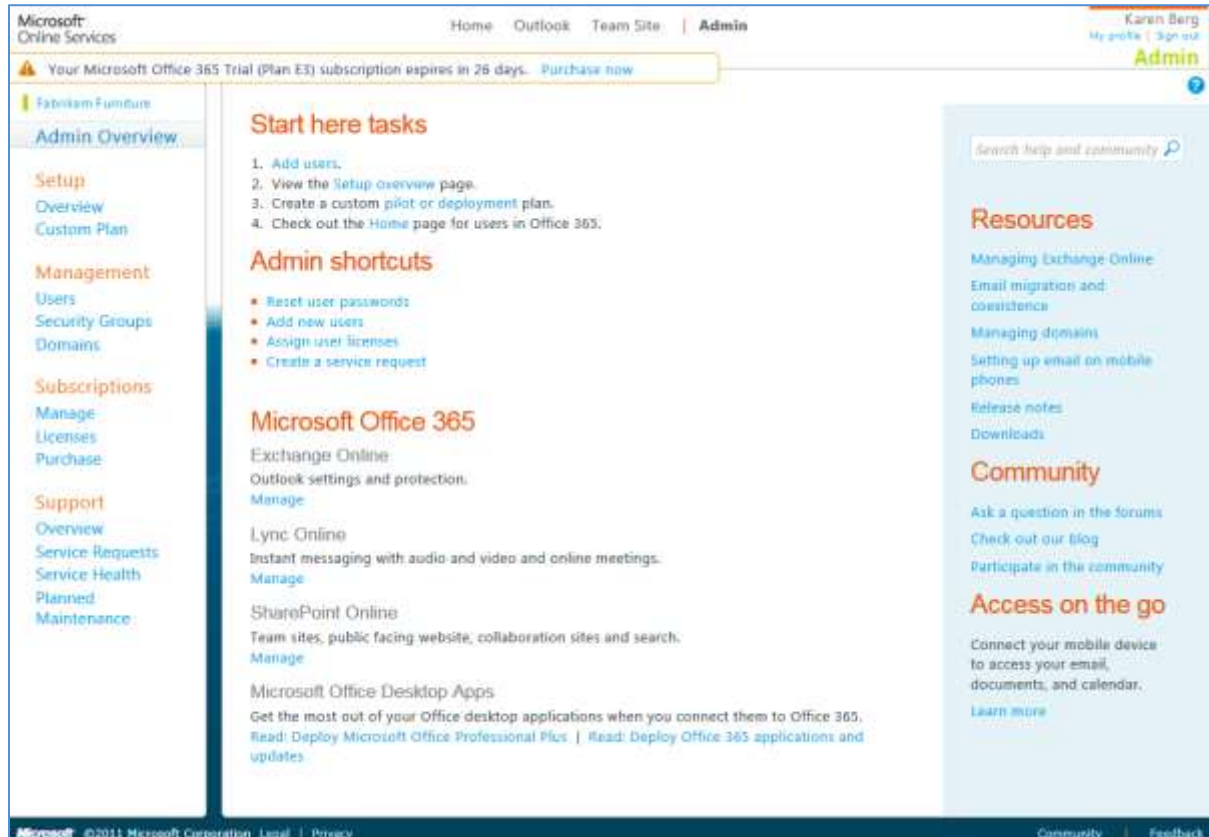 Microsoft
Online Services
Home Outlook Team Site | Admin
Karen Berg
My profile | Sign out
Admin
Your Microsoft Office 365 Trial (Plan E3) subscription expires in 26 days. Purchase now
Fabrikam Furniture
Admin Overview
Setup
Overview
Custom Plan
Management
Users
Security Groups
Domains
Subscriptions
Manage
Licenses
Purchase
Support
Overview
Service Requests
Service Health
Planned
Maintenance
Start here tasks
1. Add users.
2. View the Setup overview page.
3. Create a custom pilot or deployment plan.
4. Check out the Home page for users in Office 365.
Admin shortcuts
Reset user passwords
Add new users
Assign user licenses
Create a service request
Microsoft Office 365
Exchange Online
Outlook settings and protection.
Manage
Lync Online
Instant messaging with audio and video and online meetings.
Manage
SharePoint Online
Team sites, public facing website, collaboration sites and search.
Manage
Microsoft Office Desktop Apps
Get the most out of your Office desktop applications when you connect them to Office 365.
Read: Deploy Microsoft Office Professional Plus | Read: Deploy Office 365 applications and
updates
Search help and community
Resources
Managing Exchange Online
Email migration and
coexistence
Managing domains
Setting up email on mobile
phones
Release notes
Downloads
Community
Ask a question in the forums
Check out our blog
Participate in the community
Access on the go
Connect your mobile device
to access your email,
documents, and calendar.
Learn more
Microsoft ©2011 Microsoft Corporation Legal | Privacy
Community | Feedback